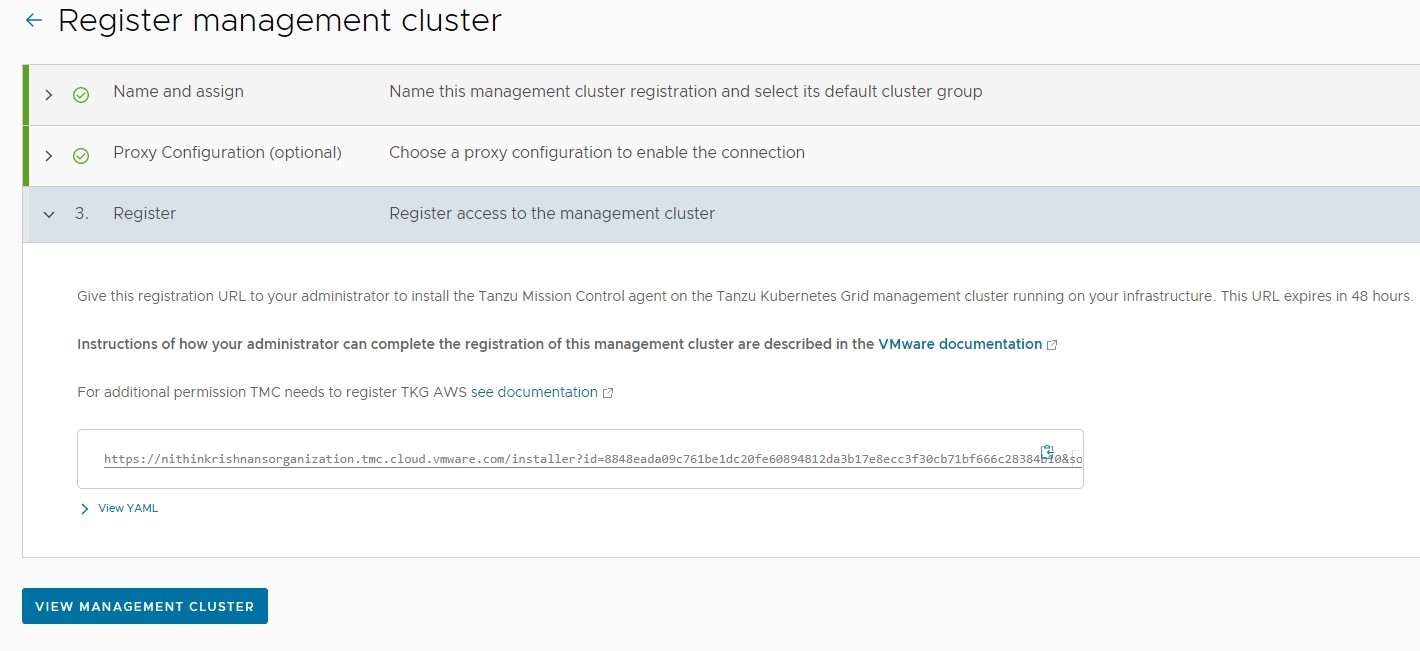 Register management cluster
Name and assign Name this management cluster registration and select its default cluster group
Proxy Configuration (optional) Choose a proxy configuration to enable the connection
3. Register Register access to the management cluster
Give this registration URL to your administrator to install the Tanzu Mission Control agent on the Tanzu Kubernetes Grid management cluster running on your infrastructure. This URL expires in 48 hours.
Instructions of how your administrator can complete the registration of this management cluster are described in the VMware documentation
For additional permission TMC needs to register TKG AWS see documentation
https://nithinkrishnansorganization.tmc.cloud.vmware.com/installer?id=8848eada09c761be1dc20fe60894812da3b17e8ecc3f30cb71bf666c28384b10&so
View YAML
VIEW MANAGEMENT CLUSTER